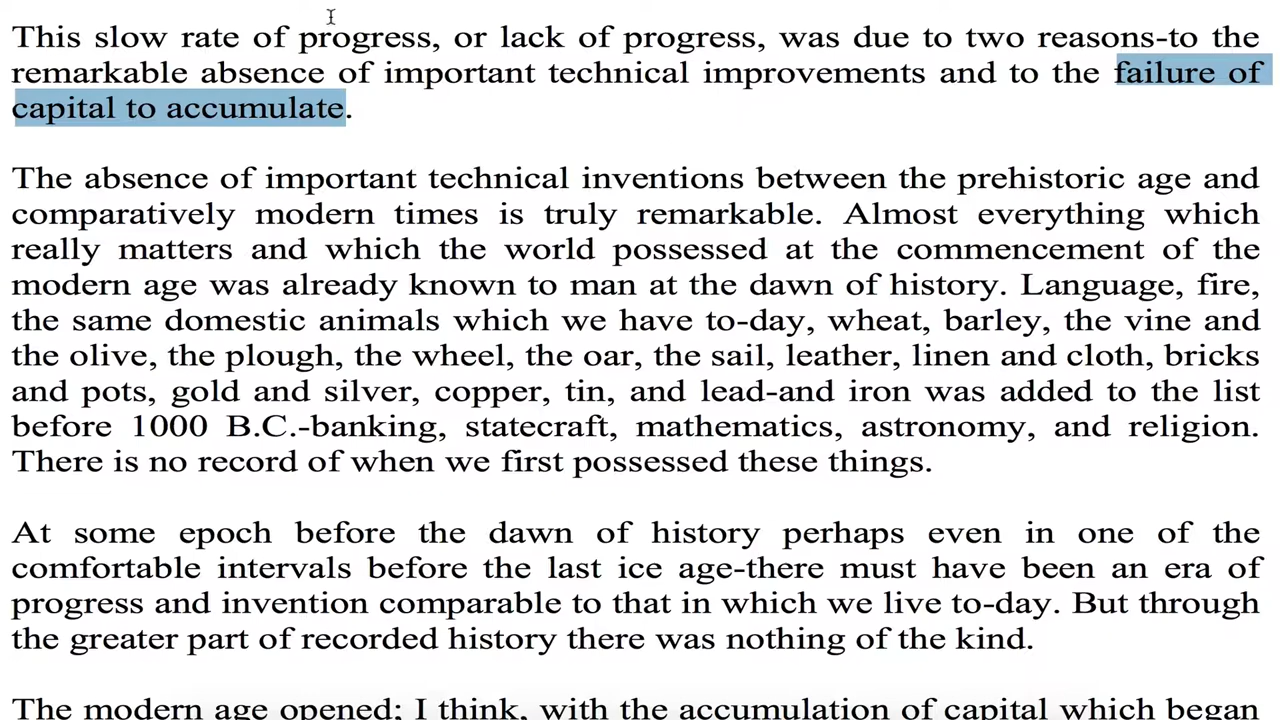 This slow rate of progress, or lack of progress, was due to two reasons-to the
remarkable absence of important technical improvements and to the failure of
capital to accumulate.
The absence of important technical inventions between the prehistoric age and
comparatively modern times is truly remarkable. Almost everything which
really matters and which the world possessed at the commencement of the
modern age was already known to man at the dawn of history. Language, fire,
the same domestic animals which we have to-day, wheat, barley, the vine and
the olive, the plough, the wheel, the oar, the sail, leather, linen and cloth, bricks
and pots, gold and silver, copper, tin, and lead-and iron was added to the list
before 1000 B.C.-banking, statecraft, mathematics, astronomy, and religion.
There is no record of when we first possessed these things.
At some epoch before the dawn of history perhaps even in one of the
comfortable intervals before the last ice age-there must have been an era of
progress and invention comparable to that in which we live to-day. But through
the greater part of recorded history there was nothing of the kind.
The modern age opened; I think, with the accumulation of capital which began